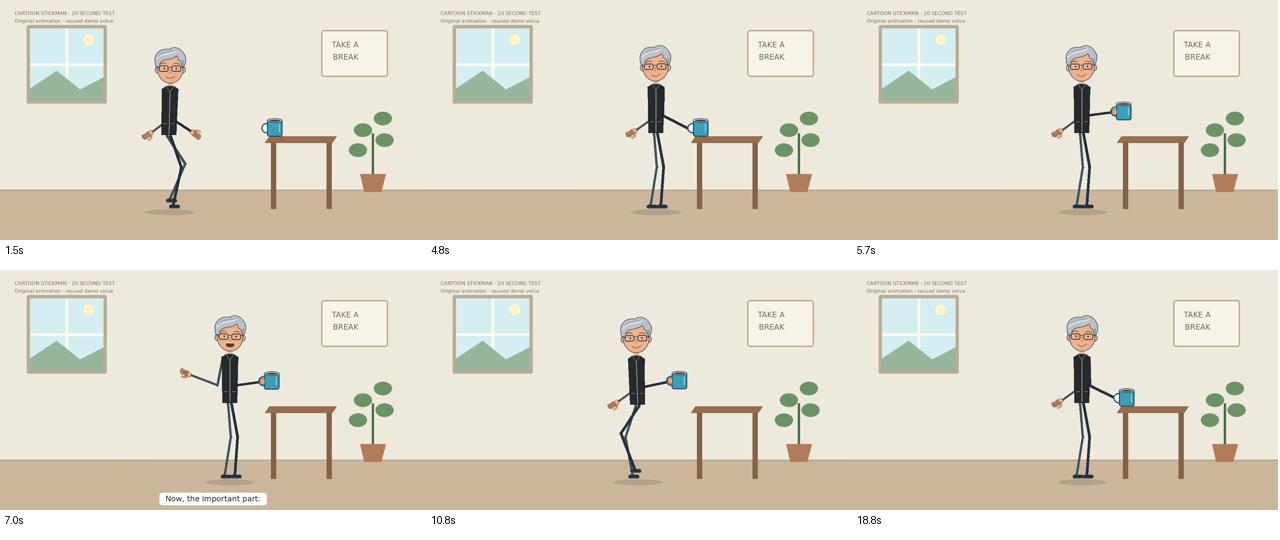 CARTOON STICKMAN · 20 SECOND TEST
Original animation · reused demo voice
TAKE A
BREAK
1.5s
CARTOON STICKMAN · 20 SECOND TEST
Original animation · reused demo voice
TAKE A
BREAK
4.8s
CARTOON STICKMAN · 20 SECOND TEST
Original animation · reused demo voice
TAKE A
BREAK
5.7s
CARTOON STICKMAN · 20 SECOND TEST
Original animation · reused demo voice
TAKE A
BREAK
Now, the important part:
7.0s
CARTOON STICKMAN · 20 SECOND TEST
Original animation · reused demo voice
TAKE A
BREAK
10.8s
CARTOON STICKMAN · 20 SECOND TEST
Original animation · reused demo voice
TAKE A
BREAK
18.8s